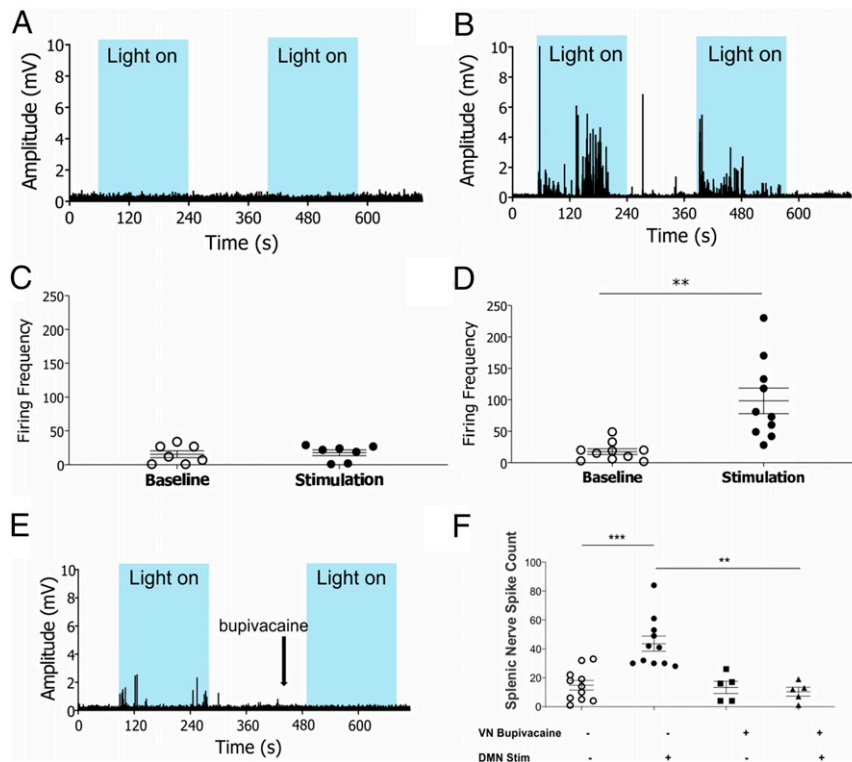 A
Amplitude (mV)
10
8
6
4
2
0
Light on
Light on
0 120 240 360 480 600
Time (s)
B
Amplitude (mV)
10
8
6
4
2
0
Light on
Light on
0 120 240 360 480 600
Time (s)
C
Firing Frequency
250
200
150
100
50
0
Baseline Stimulation
D
Firing Frequency
250
200
150
100
50
0
**
Baseline Stimulation
E
Amplitude (mV)
10
8
6
4
2
0
Light on
Light on
bupivacaine
0 120 240 360 480 600
Time (s)
F
Splenic Nerve Spike Count
100
80
60
40
20
0
***
**
VN Bupivacaine - - + +
DMN Stim - + - +